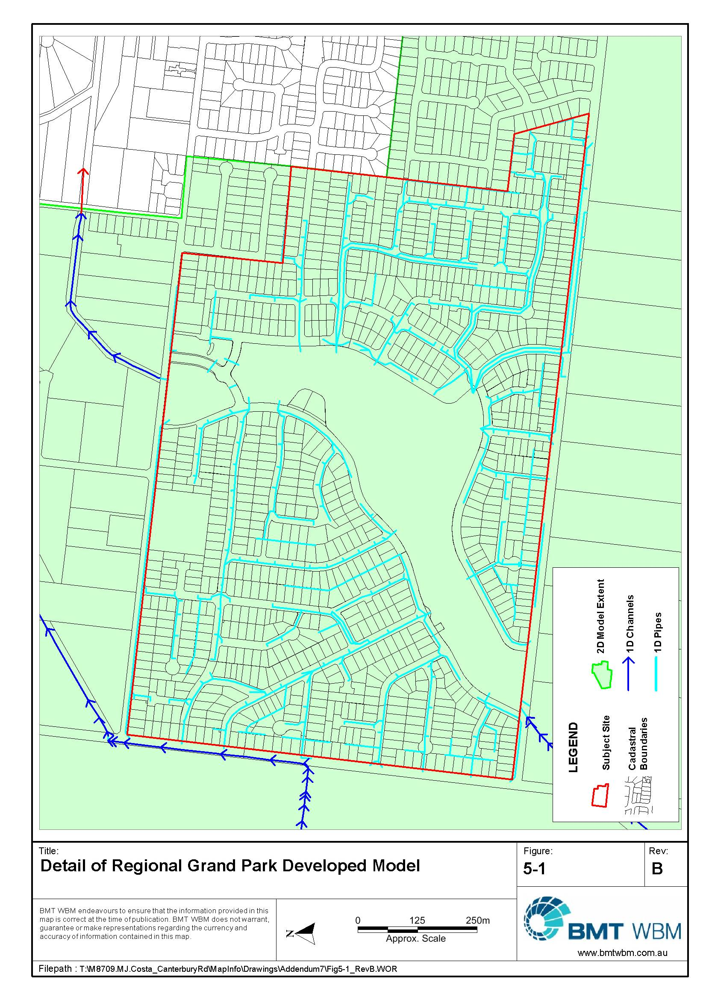 LEGEND
Subject Site
Cadastral
Boundaries
2D Model Extent
1D Channels
1D Pipes
Title:
Detail of Regional Grand Park Developed Model
Figure:
5-1
Rev:
B
BMT WBM endeavours to ensure that the information provided in this
map is correct at the time of publication. BMT WBM does not warrant,
guarantee or make representations regarding the currency and
accuracy of information contained in this map.
N
0 125 250m
Approx. Scale
BMT WBM
www.bmtwbm.com.au
Filepath : T:\M8709.MJ.Costa_CanterburyRd\MapInfo\Drawings\Addendum7\Fig5-1_RevB.WOR